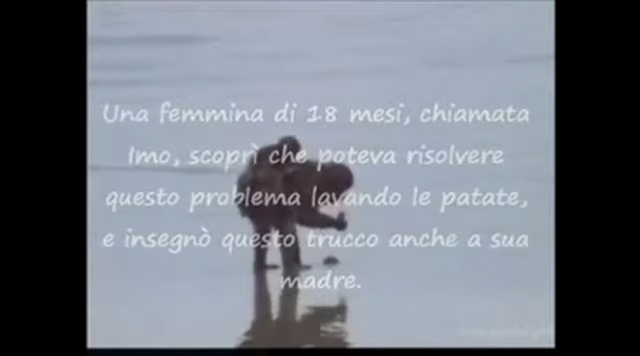 Una femmina di 18 mesi, chiamata
Imo, scoprì che poteva risolvere
questo problema lavando le patate,
e insegnò questo trucco anche a sua
madre.